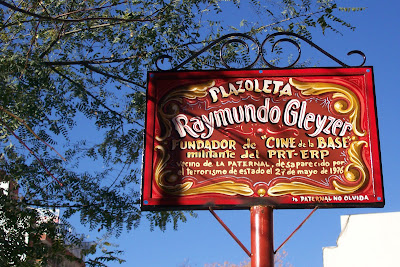 PLAZOLETA
Raymundo Gleyzer
FUNDADOR de "CINE de la BASE"
militante del PRT-ERP
vecino DE LA PATERNAL, desaparecido por
el terrorismo de estado el 27 de mayo de 1976
la PATERNAL NO OLVIDA